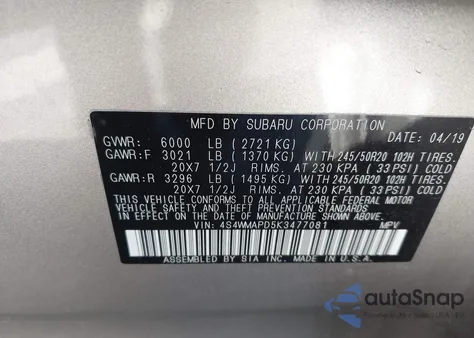 MFD BY SUBARU CORPORATION
GVWR: 6000 LB (2721 KG) DATE: 04/19
GAWR:F 3021 LB (1370 KG) WITH 245/50R20 102H TIRES.
20X7 1/2J RIMS. AT 230 KPA (33 PSI) COLD
GAWR:R 3296 LB (1495 KG) WITH 245/50R20 102H TIRES.
20X7 1/2J RIMS. AT 230 KPA (33 PSI) COLD
THIS VEHICLE CONFORMS TO ALL APPLICABLE FEDERAL MOTOR
VEHICLE SAFETY AND THEFT PREVENTION STANDARDS IN
EFFECT ON THE DATE OF MANUFACTURE SHOWN ABOVE.
VIN: 4S4WMAPD5K3477081 MPV
ASSEMBLED BY SIA INC. MADE IN U.S.A.
autoSnap